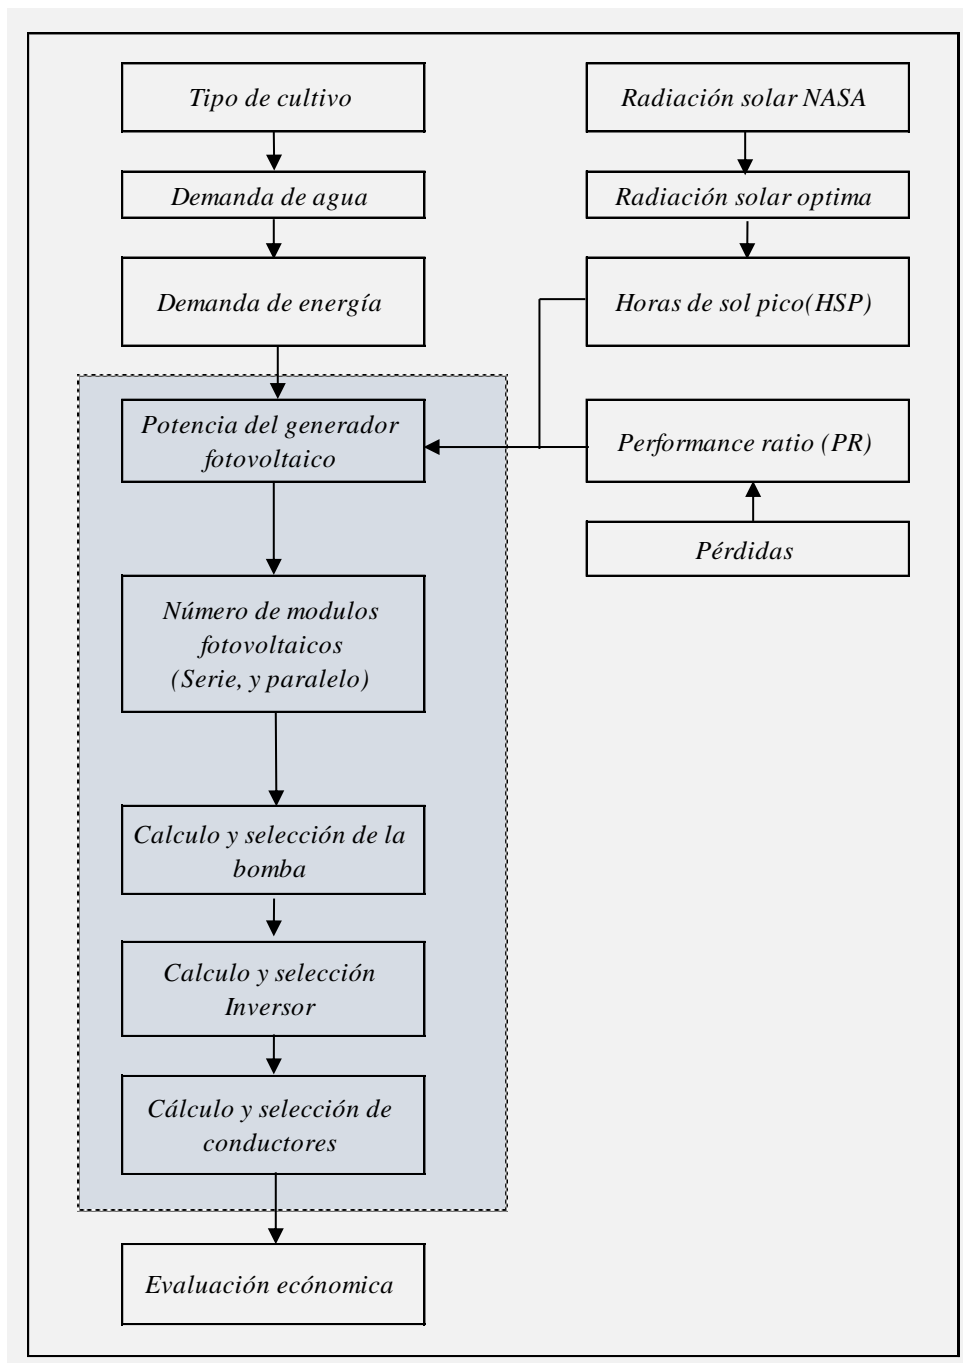 Tipo de cultivo
Radiación solar NASA
Demanda de agua
Radiación solar optima
Demanda de energía
Horas de sol pico(HSP)
Potencia del generador
fotovoltaico
Performance ratio (PR)
Pérdidas
Número de modulos
fotovoltaicos
(Serie, y paralelo)
Calculo y selección de la
bomba
Calculo y selección
Inversor
Cálculo y selección de
conductores
Evaluación ecónomica